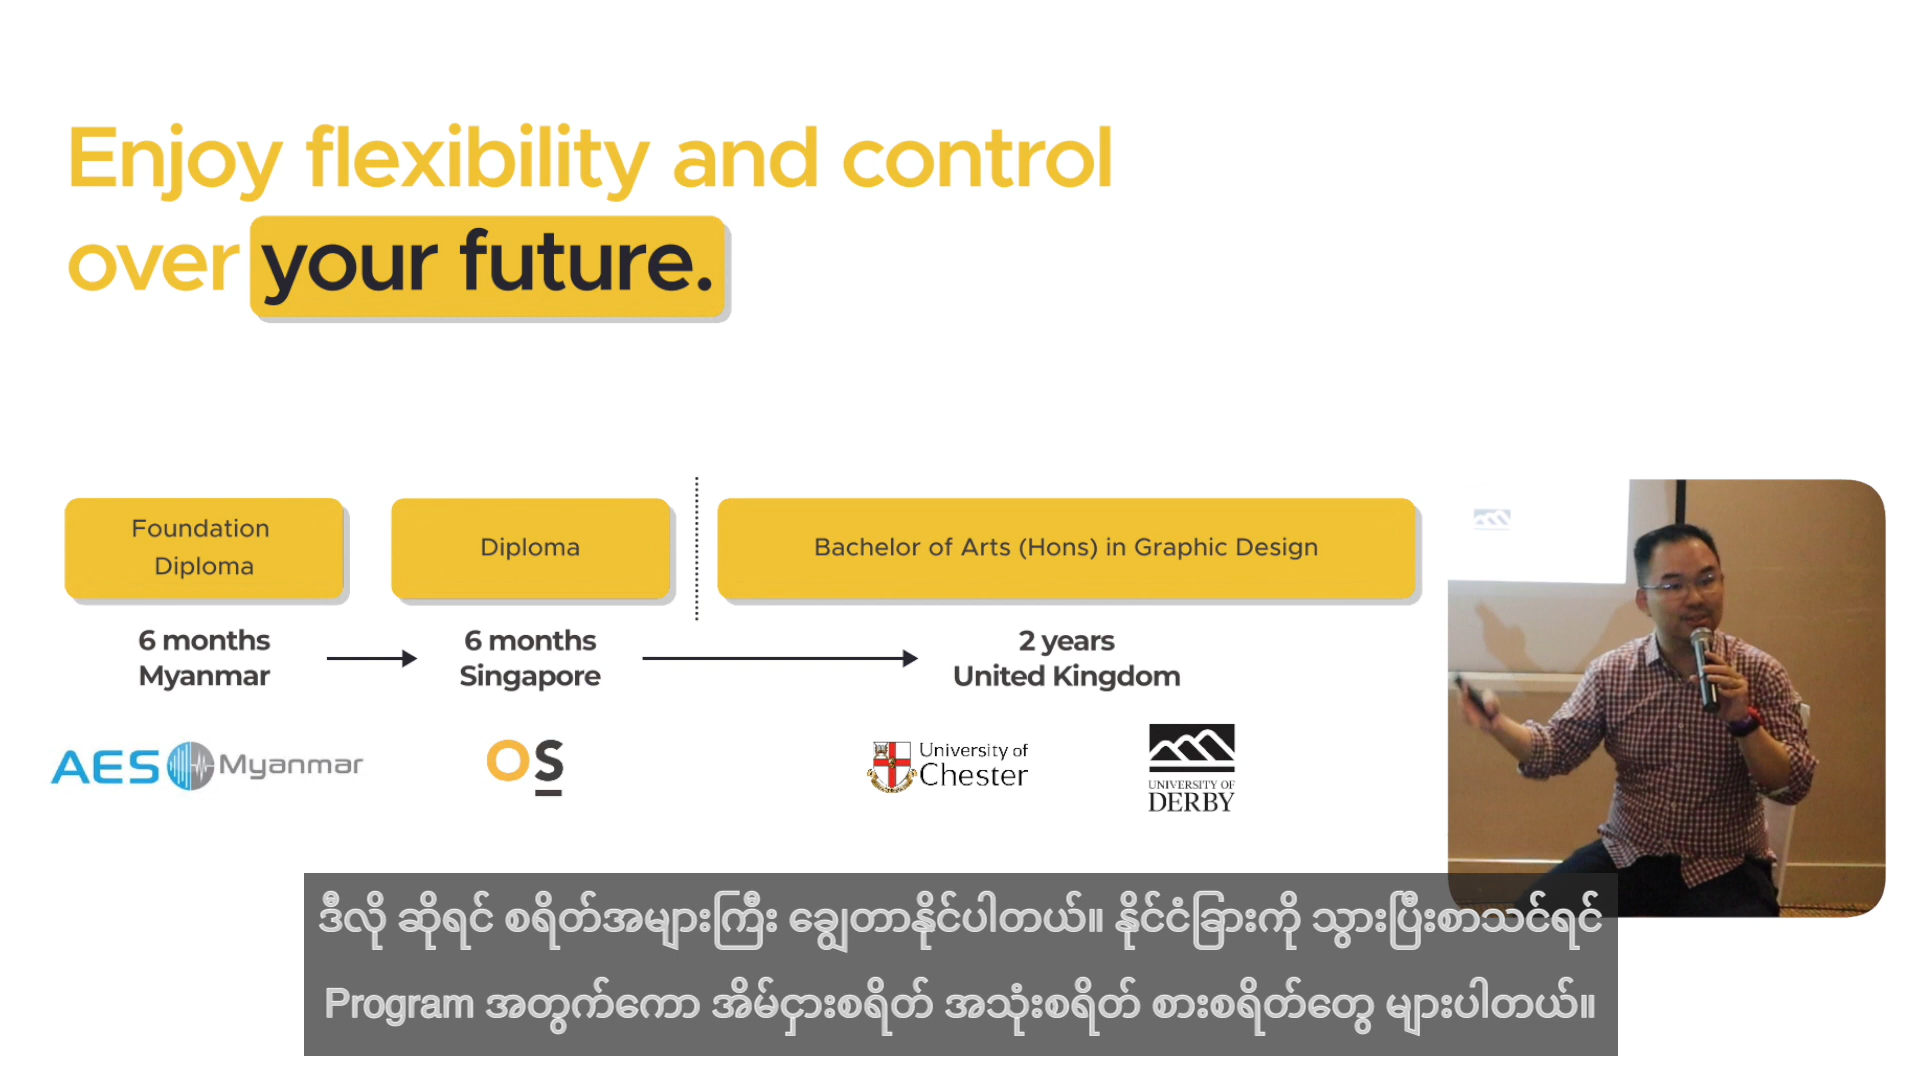 Enjoy flexibility and control
over your future.
Foundation
Diploma
Diploma
Bachelor of Arts (Hons) in Graphic Design
6 months
Myanmar
6 months
Singapore
2 years
United Kingdom
AES Myanmar
OS
University of
Chester
UNIVERSITY OF
DERBY
ဒီလို ဆိုရင် စရိတ်အများကြီး ချွေတာနိုင်ပါတယ်။ နိုင်ငံခြားကို သွားပြီးစာသင်ရင်
Program အတွက်ကော အိမ်ငှားစရိတ် အသုံးစရိတ် စားစရိတ်တွေ များပါတယ်။